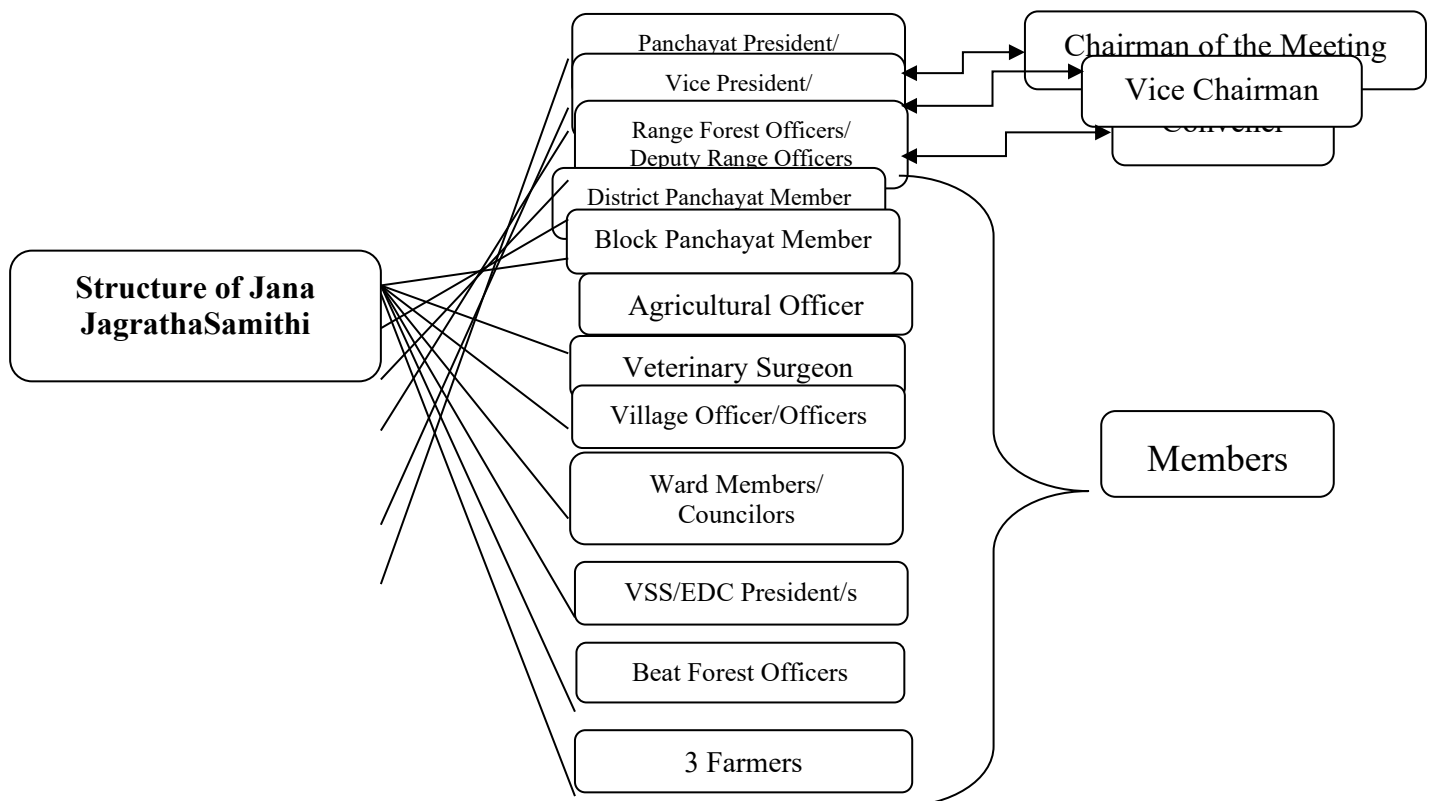 Panchayat President/
Chairman of the Meeting
Vice President/
Vice Chairman
Range Forest Officers/
Deputy Range Officers
Convener
District Panchayat Member
Block Panchayat Member
Structure of Jana
JagrathaSamithi
Agricultural Officer
Veterinary Surgeon
Village Officer/Officers
Members
Ward Members/
Councilors
VSS/EDC President/s
Beat Forest Officers
3 Farmers